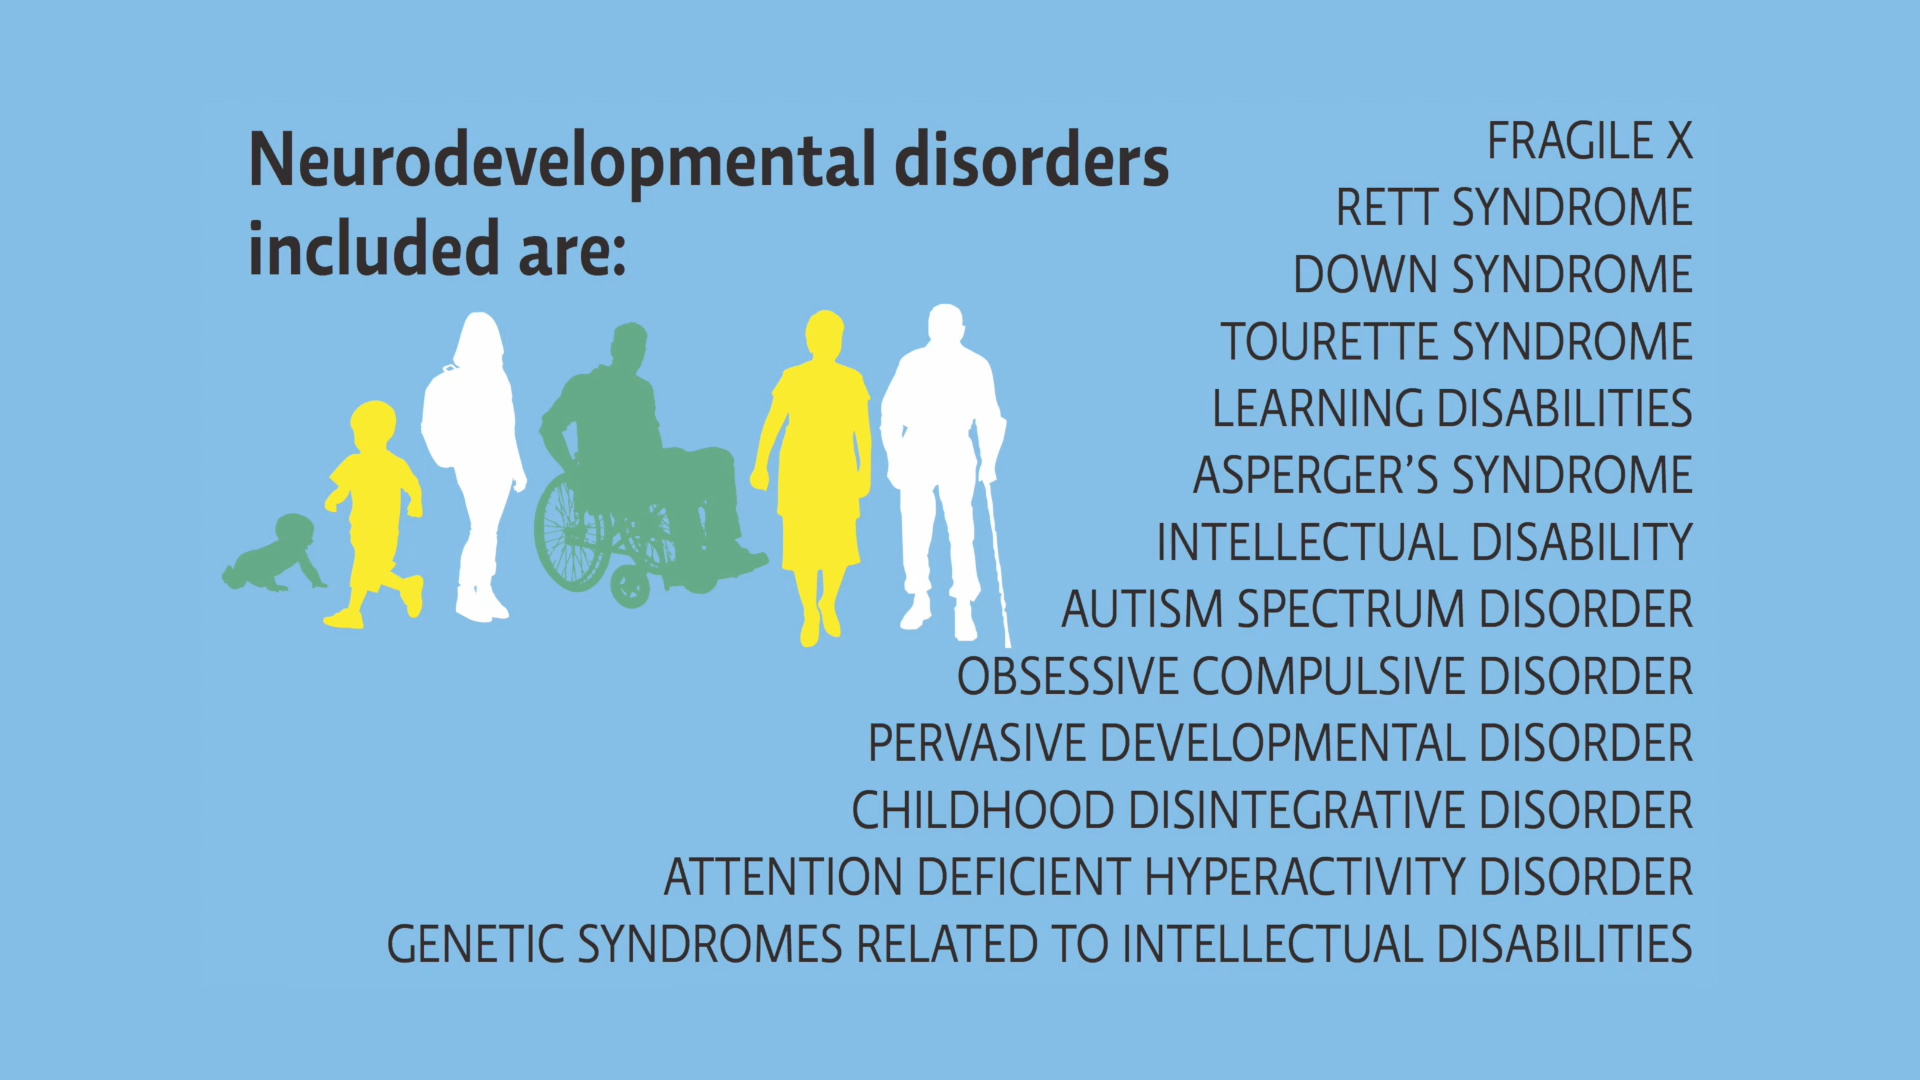 Neurodevelopmental disorders
included are:
FRAGILE X
RETT SYNDROME
DOWN SYNDROME
TOURETTE SYNDROME
LEARNING DISABILITIES
ASPERGER’S SYNDROME
INTELLECTUAL DISABILITY
AUTISM SPECTRUM DISORDER
OBSESSIVE COMPULSIVE DISORDER
PERVASIVE DEVELOPMENTAL DISORDER
CHILDHOOD DISINTEGRATIVE DISORDER
ATTENTION DEFICIENT HYPERACTIVITY DISORDER
GENETIC SYNDROMES RELATED TO INTELLECTUAL DISABILITIES